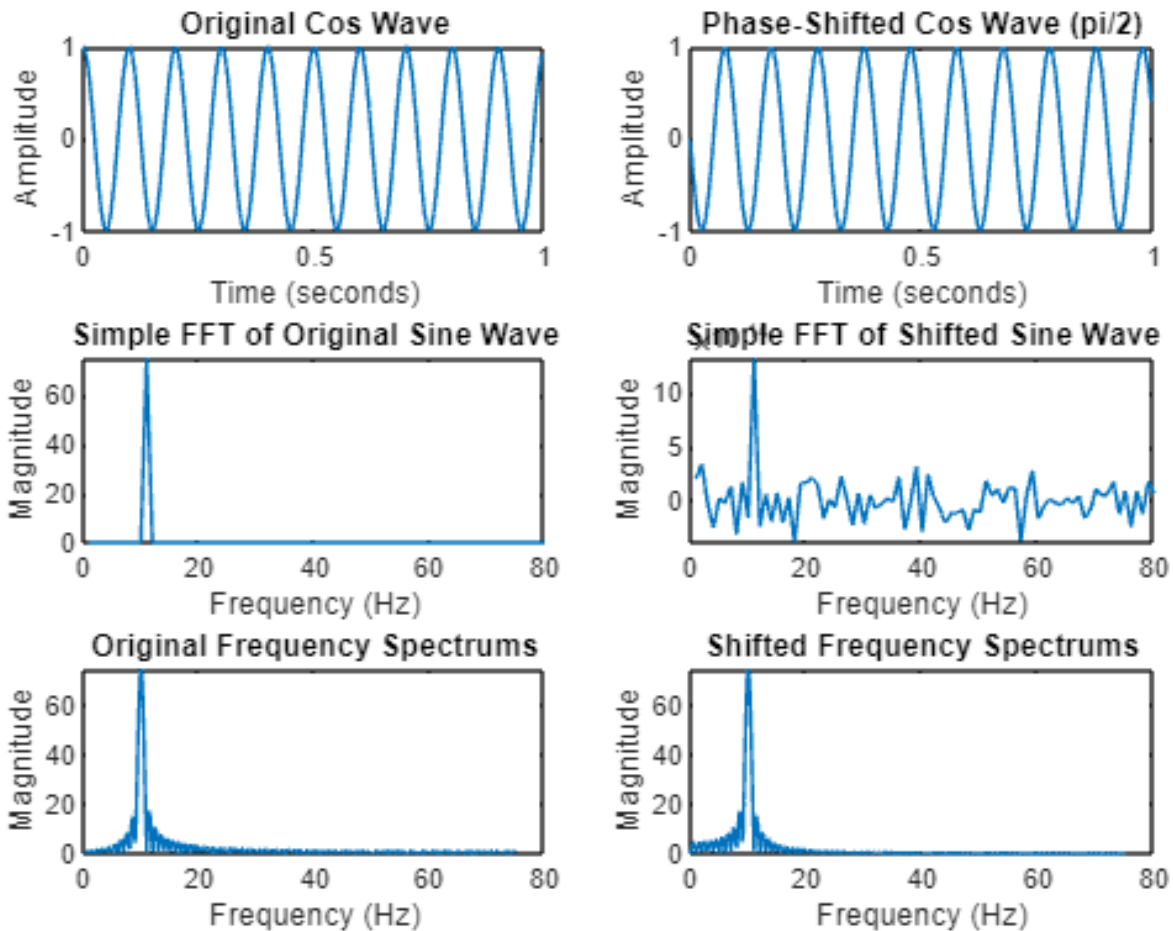 Original Cos Wave
Amplitude
1
0
-1
0 0.5 1
Time (seconds)
Phase-Shifted Cos Wave (pi/2)
Amplitude
1
0
-1
0 0.5 1
Time (seconds)
Simple FFT of Original Sine Wave
Magnitude
60
40
20
0
0 20 40 60 80
Frequency (Hz)
Simple FFT of Shifted Sine Wave
Magnitude
10
5
0
0 20 40 60 80
Frequency (Hz)
Original Frequency Spectrums
Magnitude
60
40
20
0
0 20 40 60 80
Frequency (Hz)
Shifted Frequency Spectrums
Magnitude
60
40
20
0
0 20 40 60 80
Frequency (Hz)